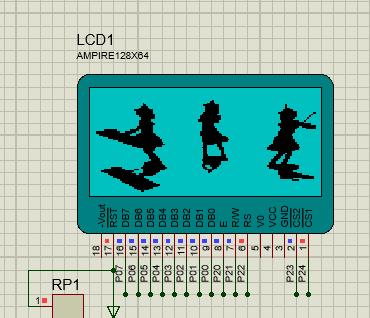 LCD1
AMPIRE128X64
-Vout
RST
DB7
DB6
DB5
DB4
DB3
DB2
DB1
DB0
E
R/W
RS
V0
VCC
GND
CS2
CS1
18
17
16
15
14
13
12
11
10
9
8
7
6
5
4
3
2
1
P07
P06
P05
P04
P03
P02
P01
P00
P20
P21
P22
P23
P24
RP1
1